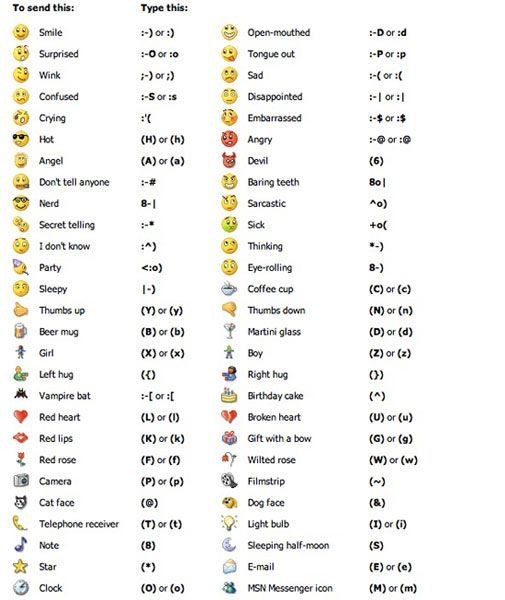 To send this: Type this:
Smile :-) or :) Open-mouthed :-D or :d
Surprised :-O or :o Tongue out :-P or :p
Wink ;-) or ;) Sad :-( or :(
Confused :-S or :s Disappointed :-| or :|
Crying :'( Embarrassed :-$ or :$
Hot (H) or (h) Angry :-@ or :@
Angel (A) or (a) Devil (6)
Don't tell anyone :-# Baring teeth 8o|
Nerd 8-| Sarcastic ^o)
Secret telling :-* Sick +o(
I don't know :^) Thinking *-)
Party <:o) Eye-rolling 8-)
Sleepy |-) Coffee cup (C) or (c)
Thumbs up (Y) or (y) Thumbs down (N) or (n)
Beer mug (B) or (b) Martini glass (D) or (d)
Girl (X) or (x) Boy (Z) or (z)
Left hug ({) Right hug (})
Vampire bat :-[ or :[ Birthday cake (^)
Red heart (L) or (l) Broken heart (U) or (u)
Red lips (K) or (k) Gift with a bow (G) or (g)
Red rose (F) or (f) Wilted rose (W) or (w)
Camera (P) or (p) Filmstrip (~)
Cat face (@) Dog face (&)
Telephone receiver (T) or (t) Light bulb (I) or (i)
Note (8) Sleeping half-moon (S)
Star (*) E-mail (E) or (e)
Clock (O) or (o) MSN Messenger icon (M) or (m)